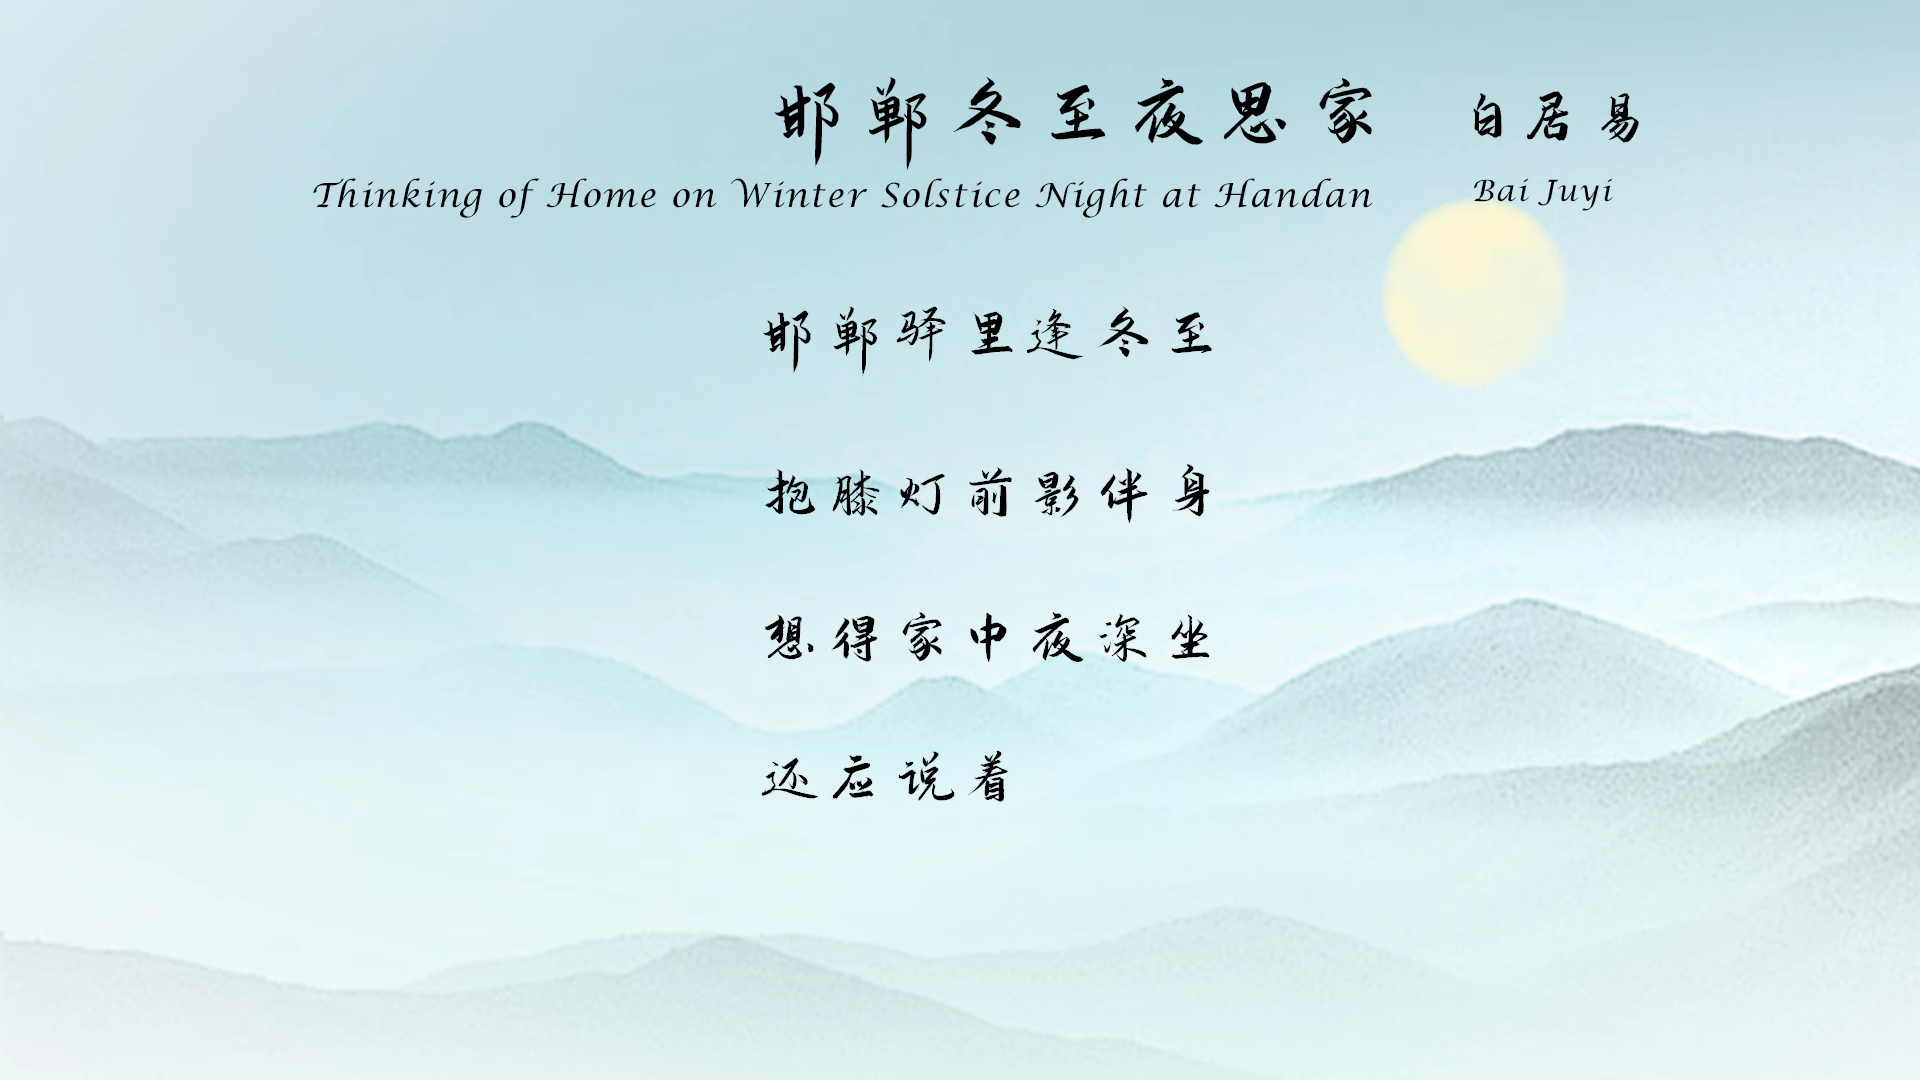 邯郸冬至夜思家 白居易
Thinking of Home on Winter Solstice Night at Handan Bai Juyi
邯郸驿里逢冬至
抱膝灯前影伴身
想得家中夜深坐
还应说着